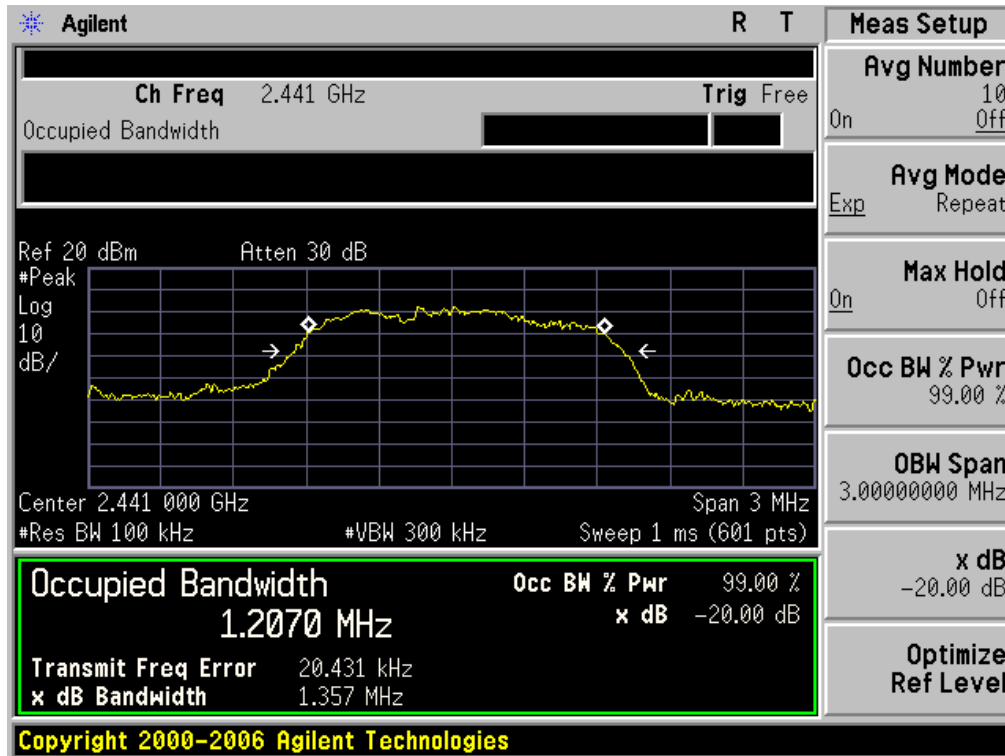 Agilent R T
Ch Freq 2.441 GHz Trig Free
Occupied Bandwidth
Ref 20 dBm Atten 30 dB
#Peak
Log
10
dB/
Center 2.441 000 GHz Span 3 MHz
#Res BW 100 kHz #VBW 300 kHz Sweep 1 ms (601 pts)
Occupied Bandwidth
1.2070 MHz
Occ BW % Pwr 99.00 %
x dB -20.00 dB
Transmit Freq Error 20.431 kHz
x dB Bandwidth 1.357 MHz
Copyright 2000-2006 Agilent Technologies
Meas Setup
Avg Number
10
On Off
Avg Mode
Exp Repeat
Max Hold
On Off
Occ BW % Pwr
99.00 %
OBW Span
3.00000000 MHz
x dB
-20.00 dB
Optimize
Ref Level